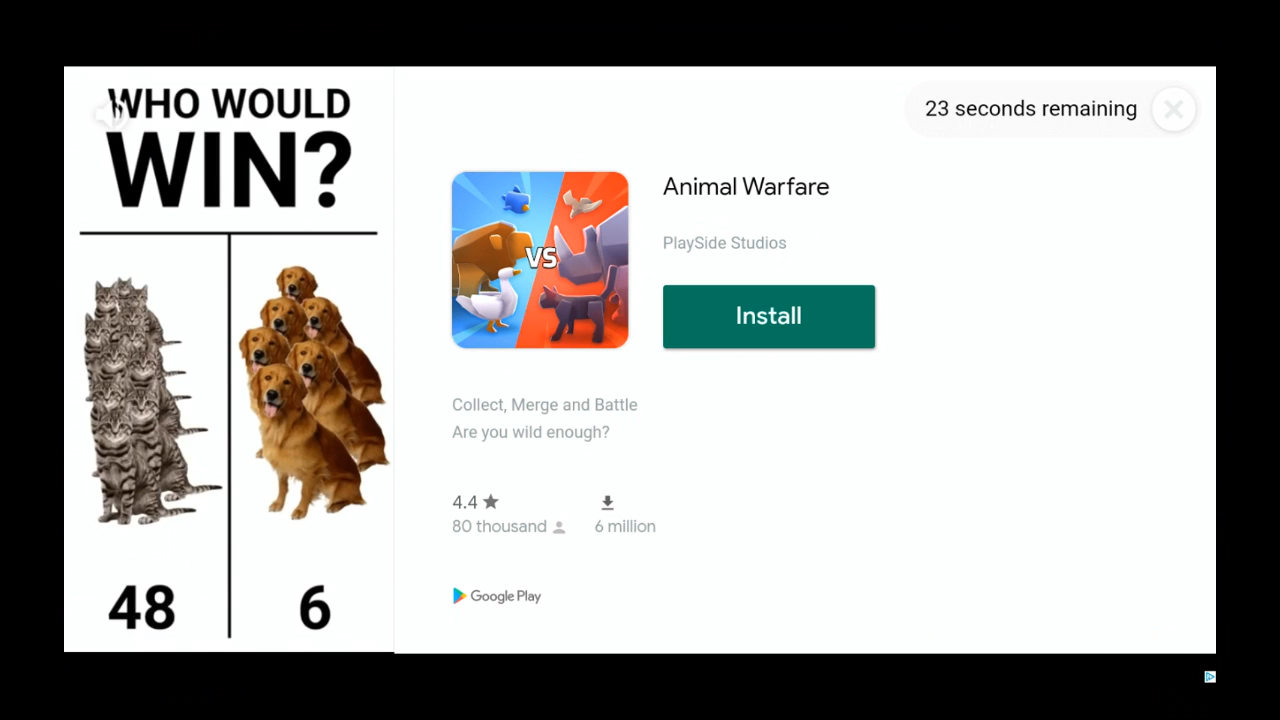 WHO WOULD
WIN?
48
6
23 seconds remaining
VS
Animal Warfare
PlaySide Studios
Install
Collect, Merge and Battle
Are you wild enough?
4.4
80 thousand
6 million
Google Play